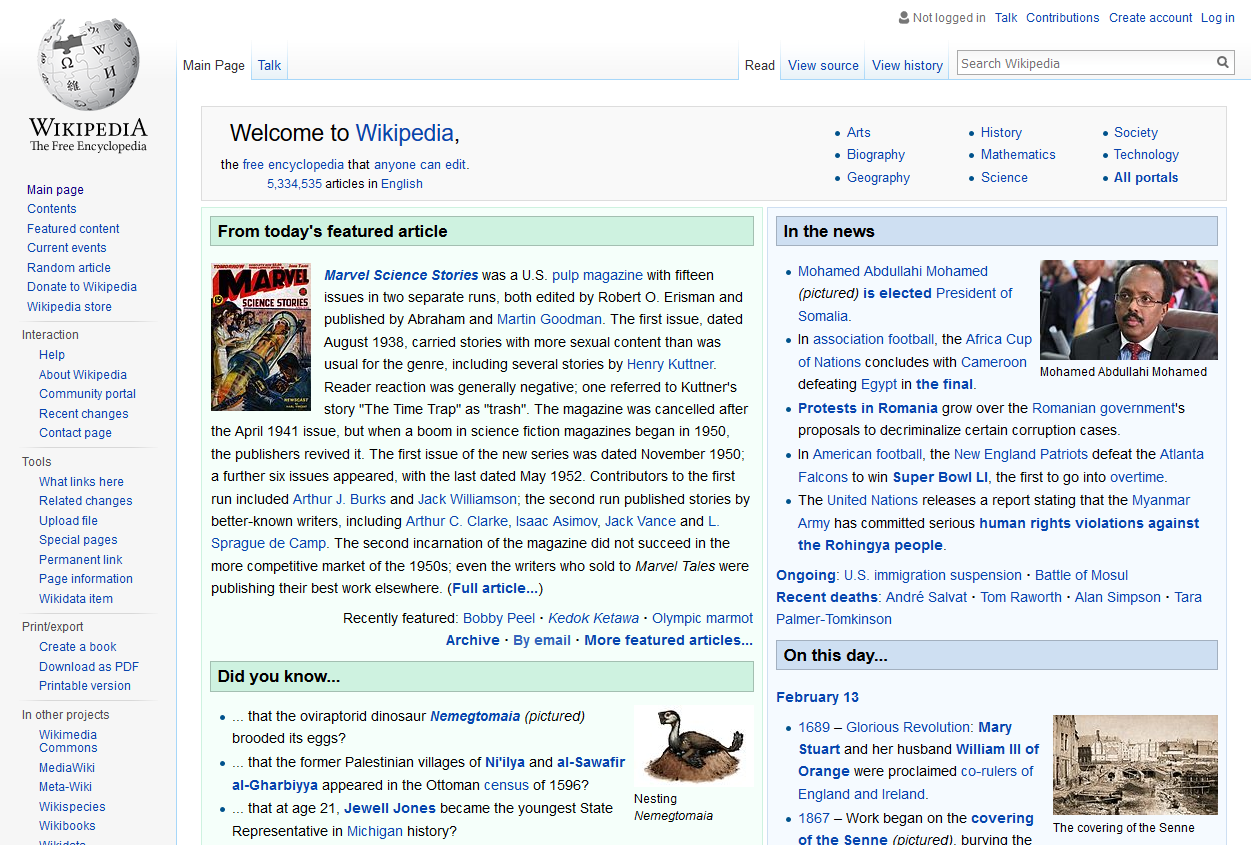 Not logged in Talk Contributions Create account Log in
Main Page Talk Read View source View history Search Wikipedia
WIKIPEDIA
The Free Encyclopedia
Main page
Contents
Featured content
Current events
Random article
Donate to Wikipedia
Wikipedia store
Interaction
Help
About Wikipedia
Community portal
Recent changes
Contact page
Tools
What links here
Related changes
Upload file
Special pages
Permanent link
Page information
Wikidata item
Print/export
Create a book
Download as PDF
Printable version
In other projects
Wikimedia
Commons
MediaWiki
Meta-Wiki
Wikispecies
Wikibooks
Wikidata
Welcome to Wikipedia,
the free encyclopedia that anyone can edit.
5,334,535 articles in English
Arts
Biography
Geography
History
Mathematics
Science
Society
Technology
All portals
From today's featured article
MARVEL
SCIENCE STORIES
Marvel Science Stories was a U.S. pulp magazine with fifteen
issues in two separate runs, both edited by Robert O. Erisman and
published by Abraham and Martin Goodman. The first issue, dated
August 1938, carried stories with more sexual content than was
usual for the genre, including several stories by Henry Kuttner.
Reader reaction was generally negative; one referred to Kuttner's
story "The Time Trap" as "trash". The magazine was cancelled after
the April 1941 issue, but when a boom in science fiction magazines began in 1950,
the publishers revived it. The first issue of the new series was dated November 1950;
a further six issues appeared, with the last dated May 1952. Contributors to the first
run included Arthur J. Burks and Jack Williamson; the second run published stories by
better-known writers, including Arthur C. Clarke, Isaac Asimov, Jack Vance and L.
Sprague de Camp. The second incarnation of the magazine did not succeed in the
more competitive market of the 1950s; even the writers who sold to Marvel Tales were
publishing their best work elsewhere. (Full article...)
Recently featured: Bobby Peel · Kedok Ketawa · Olympic marmot
Archive · By email · More featured articles...
Did you know...
... that the oviraptorid dinosaur Nemegtomaia (pictured)
brooded its eggs?
... that the former Palestinian villages of Ni'ilya and al-Sawafir
al-Gharbiyya appeared in the Ottoman census of 1596?
... that at age 21, Jewell Jones became the youngest State
Representative in Michigan history?
Nesting
Nemegtomaia
In the news
Mohamed Abdullahi Mohamed
(pictured) is elected President of
Somalia.
In association football, the Africa Cup
of Nations concludes with Cameroon
defeating Egypt in the final.
Mohamed Abdullahi Mohamed
Protests in Romania grow over the Romanian government's
proposals to decriminalize certain corruption cases.
In American football, the New England Patriots defeat the Atlanta
Falcons to win Super Bowl LI, the first to go into overtime.
The United Nations releases a report stating that the Myanmar
Army has committed serious human rights violations against
the Rohingya people.
Ongoing: U.S. immigration suspension · Battle of Mosul
Recent deaths: André Salvat · Tom Raworth · Alan Simpson · Tara
Palmer-Tomkinson
On this day...
February 13
1689 – Glorious Revolution: Mary
Stuart and her husband William III of
Orange were proclaimed co-rulers of
England and Ireland.
1867 – Work began on the covering
of the Senne (pictured), burying the
The covering of the Senne